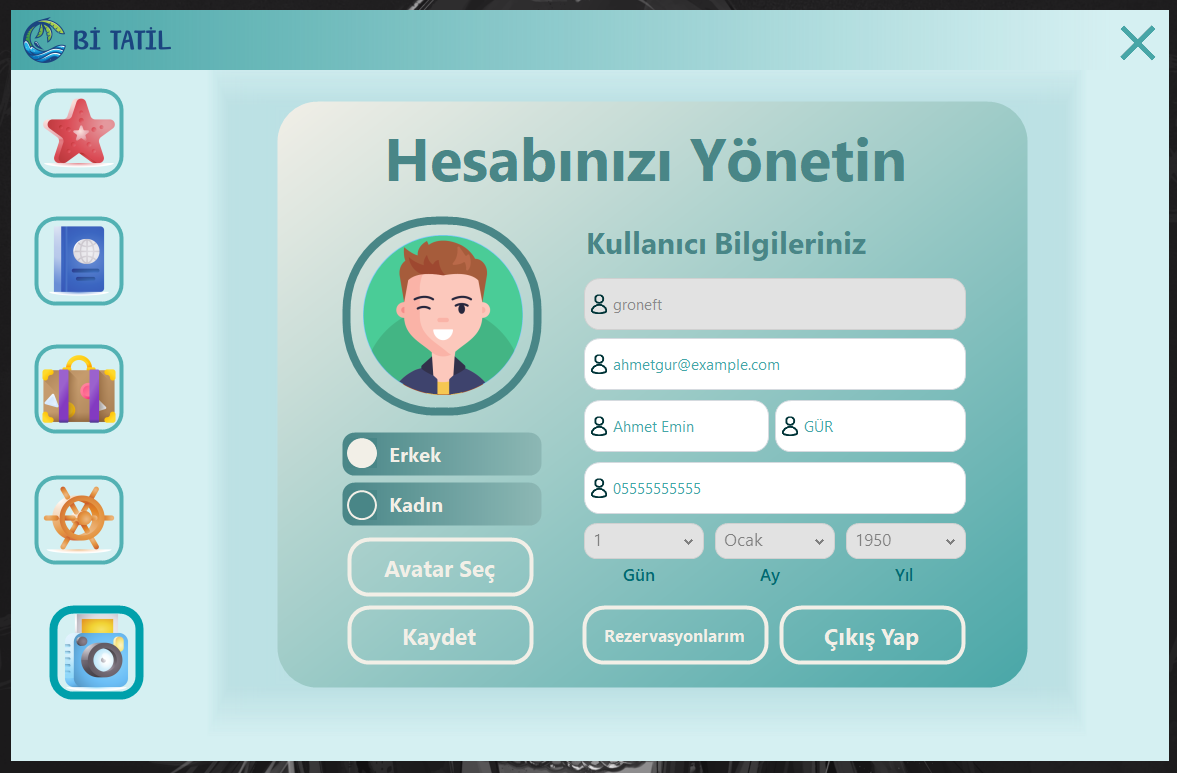 BİTATİL
Hesabınızı Yönetin
Kullanıcı Bilgileriniz
groneft
ahmetgur@example.com
Ahmet Emin
GÜR
05555555555
1
Ocak
1950
Gün
Ay
Yıl
Erkek
Kadın
Avatar Seç
Kaydet
Rezervasyonlarım
Çıkış Yap